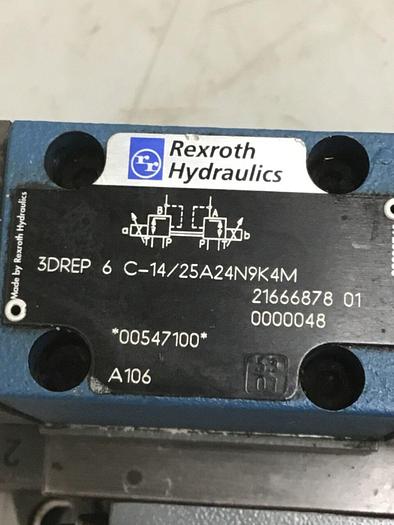 Rexroth
Hydraulics
Made by Rexroth Hydraulics
B A
T P T P
a b
3DREP 6 C-14/25A24N9K4M
21666878 01
0000048
*00547100*
A106